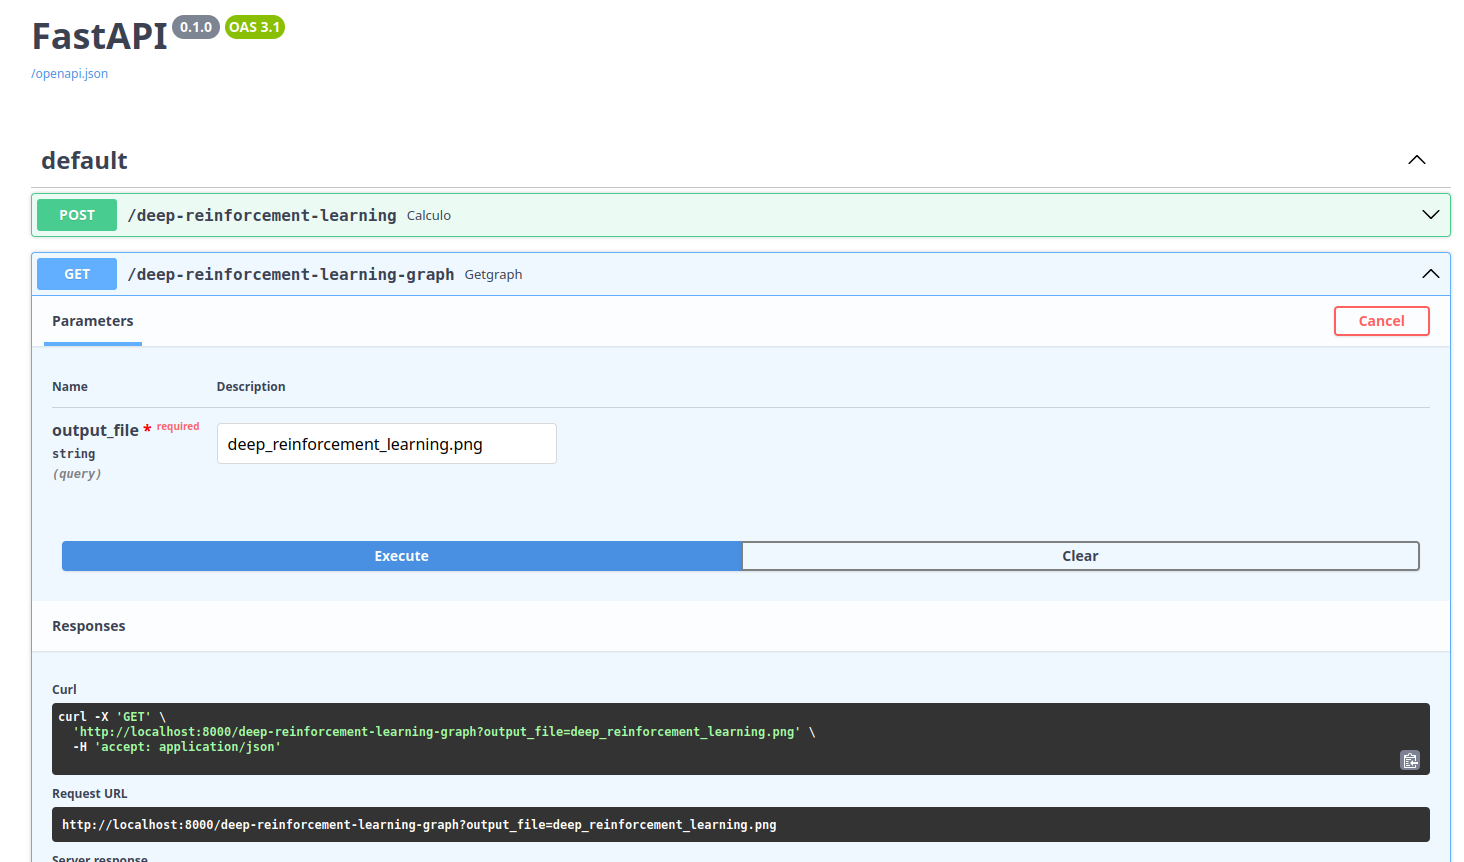 FastAPI 0.1.0 OAS 3.1
/openapi.json
default
POST /deep-reinforcement-learning Calculo
GET /deep-reinforcement-learning-graph Getgraph
Parameters Cancel
Name Description
output_file * required deep_reinforcement_learning.png
string
(query)
Execute Clear
Responses
Curl
curl -X 'GET' \
'http://localhost:8000/deep-reinforcement-learning-graph?output_file=deep_reinforcement_learning.png' \
-H 'accept: application/json'
Request URL
http://localhost:8000/deep-reinforcement-learning-graph?output_file=deep_reinforcement_learning.png
Server response